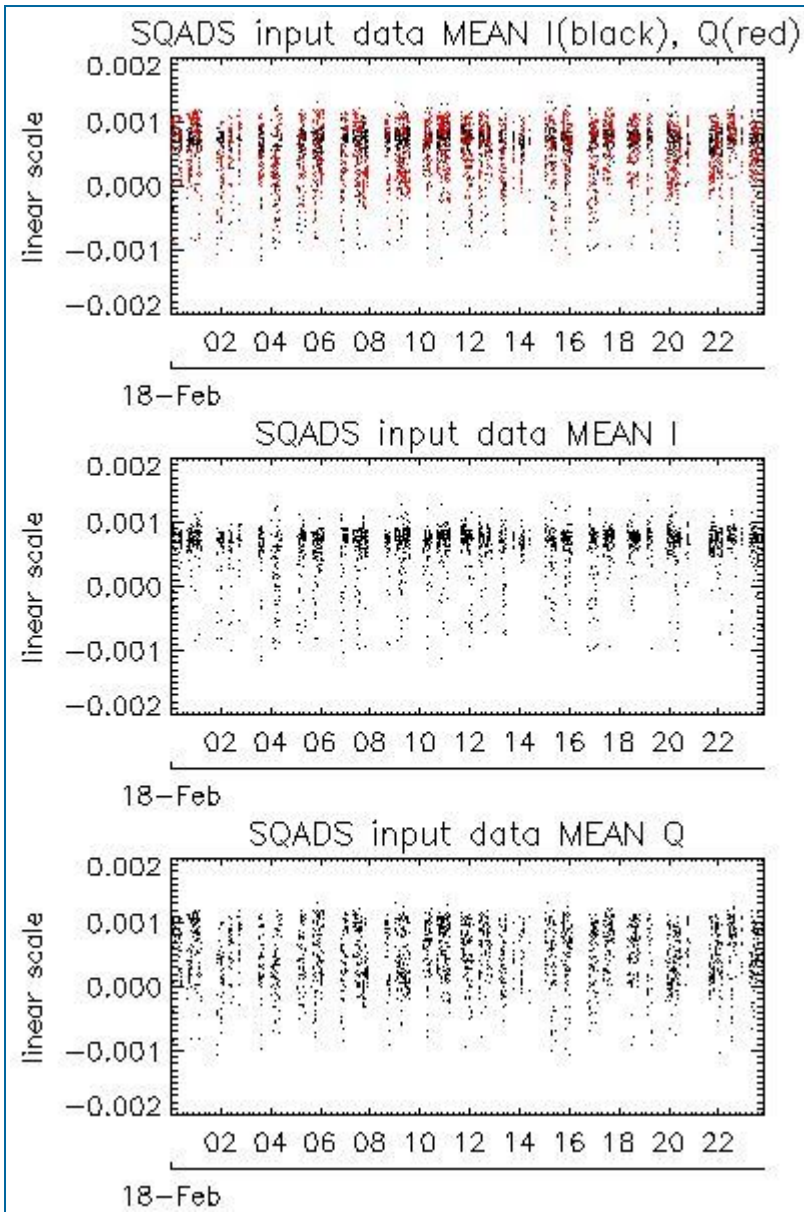 SQADS input data MEAN I(black), Q(red)
0.002
0.001
0.000
-0.001
-0.002
linear scale
02 04 06 08 10 12 14 16 18 20 22
18-Feb
SQADS input data MEAN I
0.002
0.001
0.000
-0.001
-0.002
linear scale
02 04 06 08 10 12 14 16 18 20 22
18-Feb
SQADS input data MEAN Q
0.002
0.001
0.000
-0.001
-0.002
linear scale
02 04 06 08 10 12 14 16 18 20 22
18-Feb